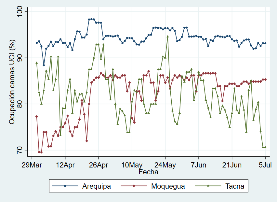 Ocupación camas UCI (%)
100
90
80
70
29Mar 12Apr 26Apr 10May 24May 7Jun 21Jun 5Jul
Fecha
Arequipa Moquegua Tacna